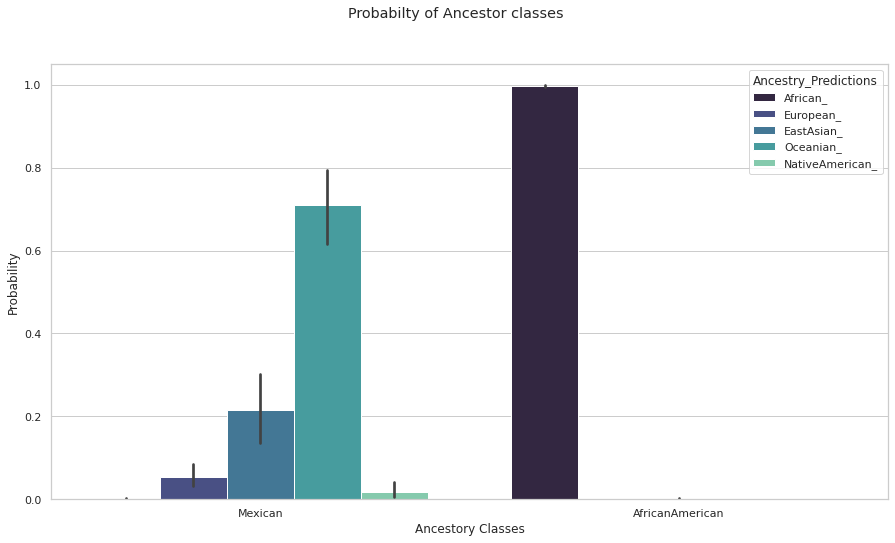 Probabilty of Ancestor classes
Ancestry_Predictions
African_
European_
EastAsian_
Oceanian_
NativeAmerican_
Probability
1.0
0.8
0.6
0.4
0.2
0.0
Mexican
AfricanAmerican
Ancestory Classes